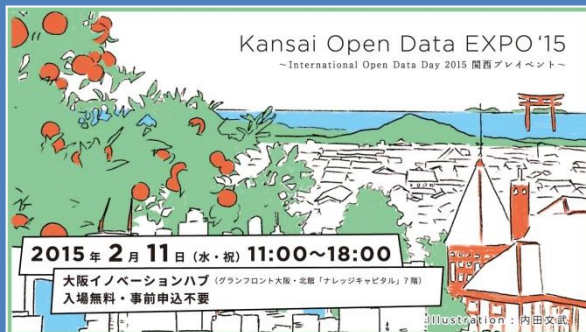 Kansai Open Data EXPO '15
～International Open Data Day 2015 関西プレイベント～
2015年2月11日（水・祝）11:00～18:00
大阪イノベーションハブ（グランフロント大阪・北館「ナレッジキャピタル」7階）
入場無料・事前申込不要
Illustration : 内田文武